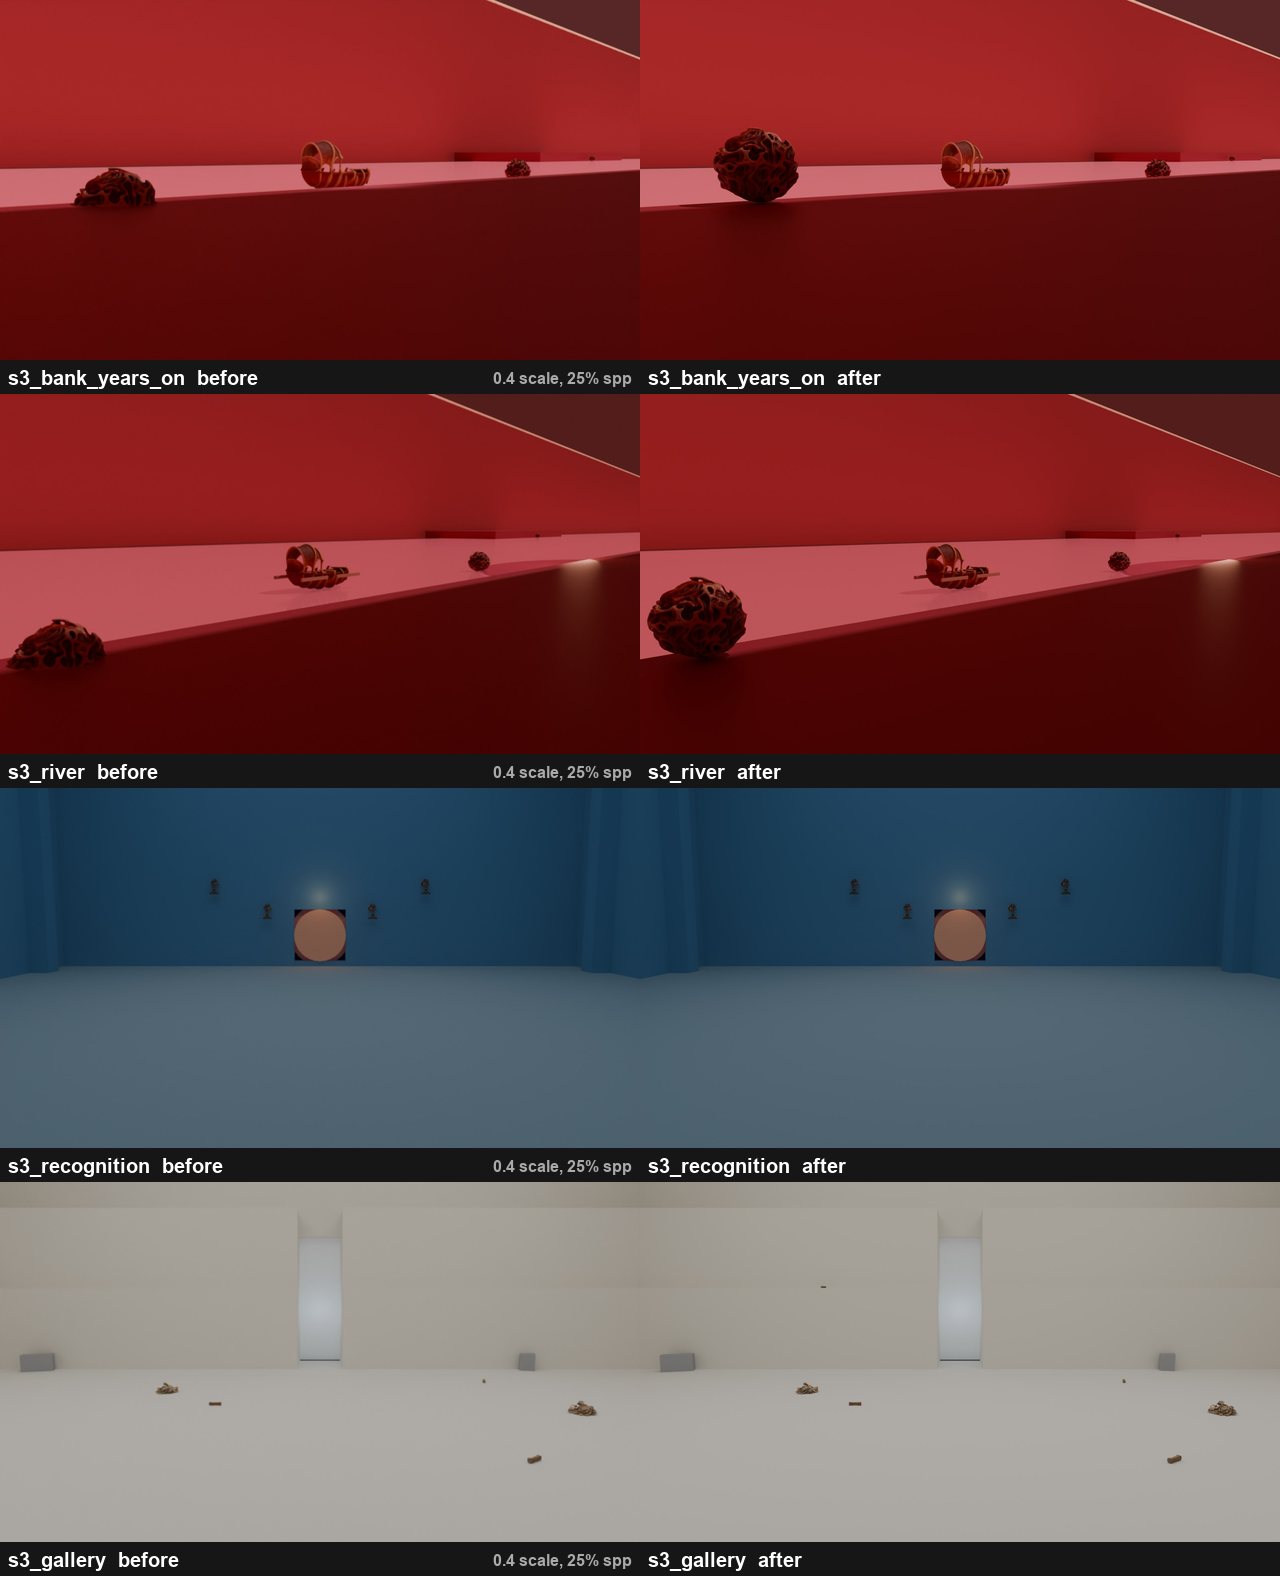 s3_bank_years_on before 0.4 scale, 25% spp s3_bank_years_on after
s3_river before 0.4 scale, 25% spp s3_river after
s3_recognition before 0.4 scale, 25% spp s3_recognition after
s3_gallery before 0.4 scale, 25% spp s3_gallery after